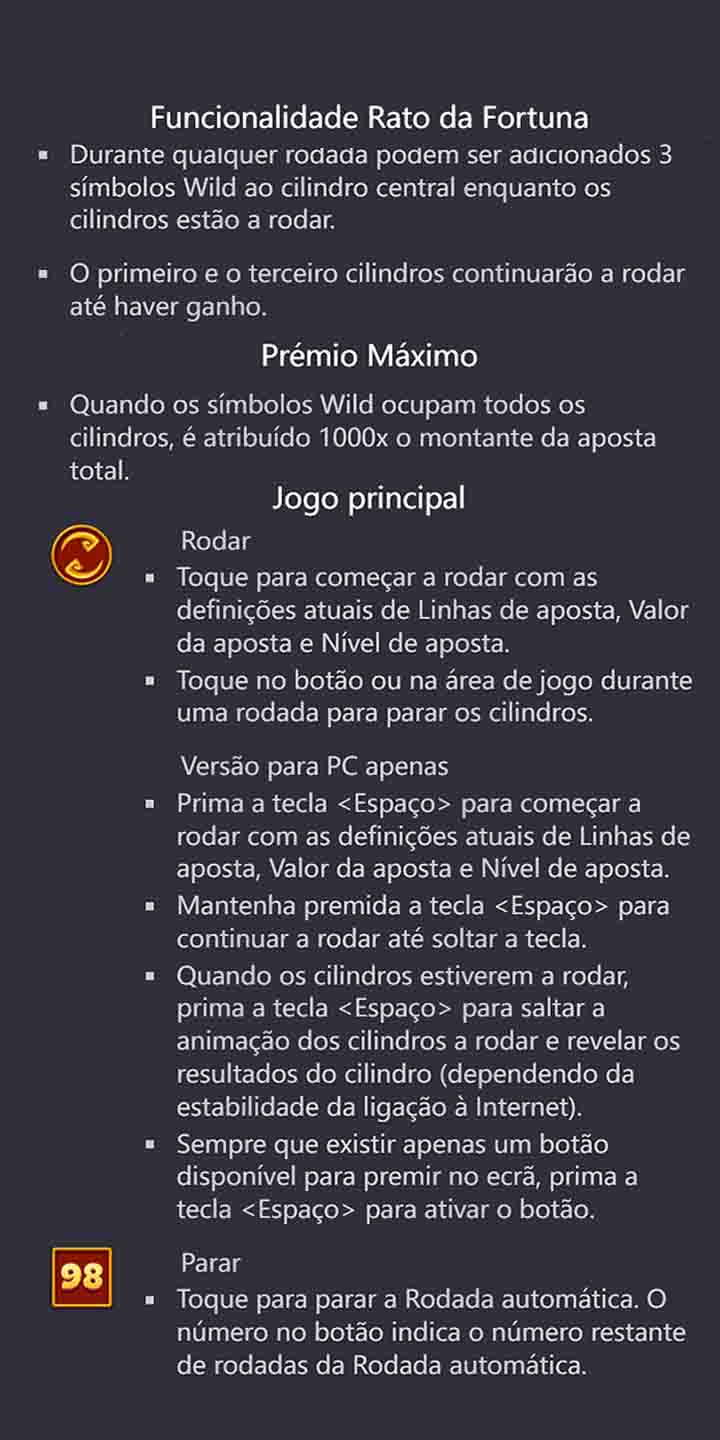 Funcionalidade Rato da Fortuna
▪ Durante qualquer rodada podem ser adicionados 3
símbolos Wild ao cilindro central enquanto os
cilindros estão a rodar.
▪ O primeiro e o terceiro cilindros continuarão a rodar
até haver ganho.
Prémio Máximo
▪ Quando os símbolos Wild ocupam todos os
cilindros, é atribuído 1000x o montante da aposta
total.
Jogo principal
Rodar
▪ Toque para começar a rodar com as
definições atuais de Linhas de aposta, Valor
da aposta e Nível de aposta.
▪ Toque no botão ou na área de jogo durante
uma rodada para parar os cilindros.
Versão para PC apenas
▪ Prima a tecla <Espaço> para começar a
rodar com as definições atuais de Linhas de
aposta, Valor da aposta e Nível de aposta.
▪ Mantenha premida a tecla <Espaço> para
continuar a rodar até soltar a tecla.
▪ Quando os cilindros estiverem a rodar,
prima a tecla <Espaço> para saltar a
animação dos cilindros a rodar e revelar os
resultados do cilindro (dependendo da
estabilidade da ligação à Internet).
▪ Sempre que existir apenas um botão
disponível para premir no ecrã, prima a
tecla <Espaço> para ativar o botão.
98
Parar
▪ Toque para parar a Rodada automática. O
número no botão indica o número restante
de rodadas da Rodada automática.